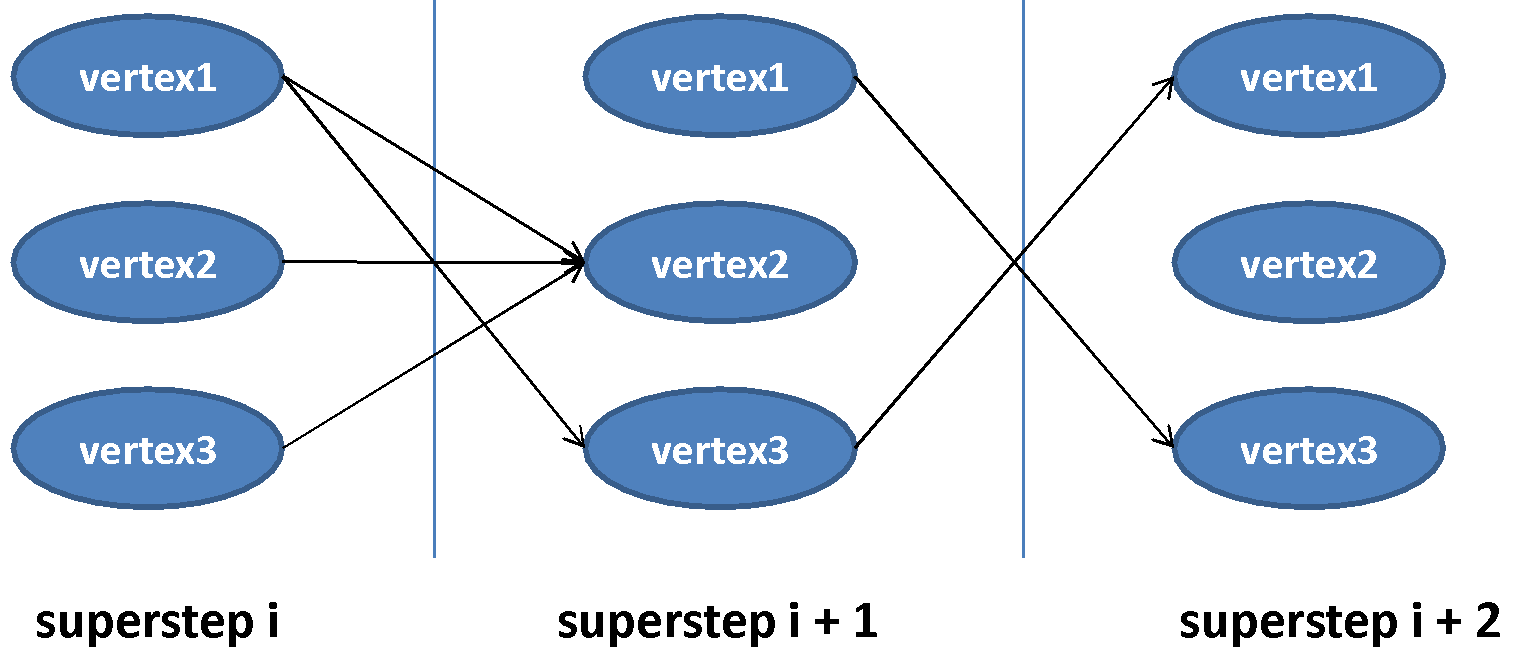 vertex1 vertex1 vertex1
vertex2 vertex2 vertex2
vertex3 vertex3 vertex3
superstep i superstep i + 1 superstep i + 2